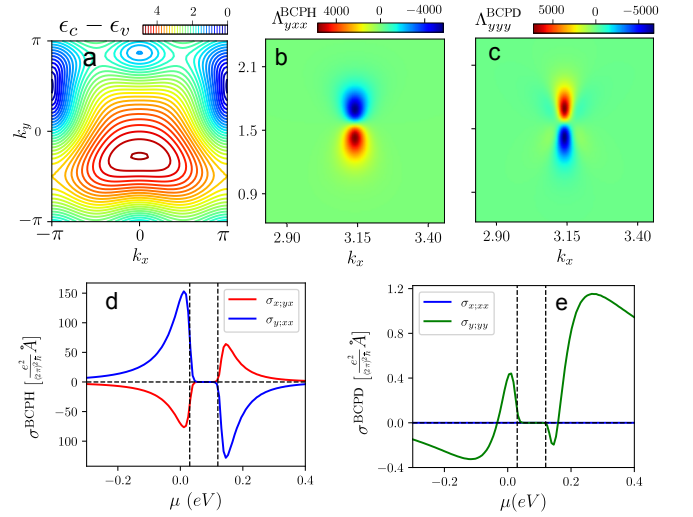 ϵc − ϵv
4 2 0
a
π
0
−π
ky
−π 0 π
kx
Λyxx^BCPH
4000 0 −4000
b
2.1
1.5
0.9
2.90 3.15 3.40
kx
Λyyy^BCPD
5000 0 −5000
c
2.90 3.15 3.40
kx
d
σx;yx
σy;xx
150
100
50
0
−50
100
σ^BCPH [e²/(2π)²ℏ Å]
−0.2 0.0 0.2 0.4
μ (eV)
e
σx;xx
σy;yy
1.2
0.8
0.4
0.0
−0.4
σ^BCPD [e²/(2π)²ℏ Å]
−0.2 0.0 0.2 0.4
μ(eV)